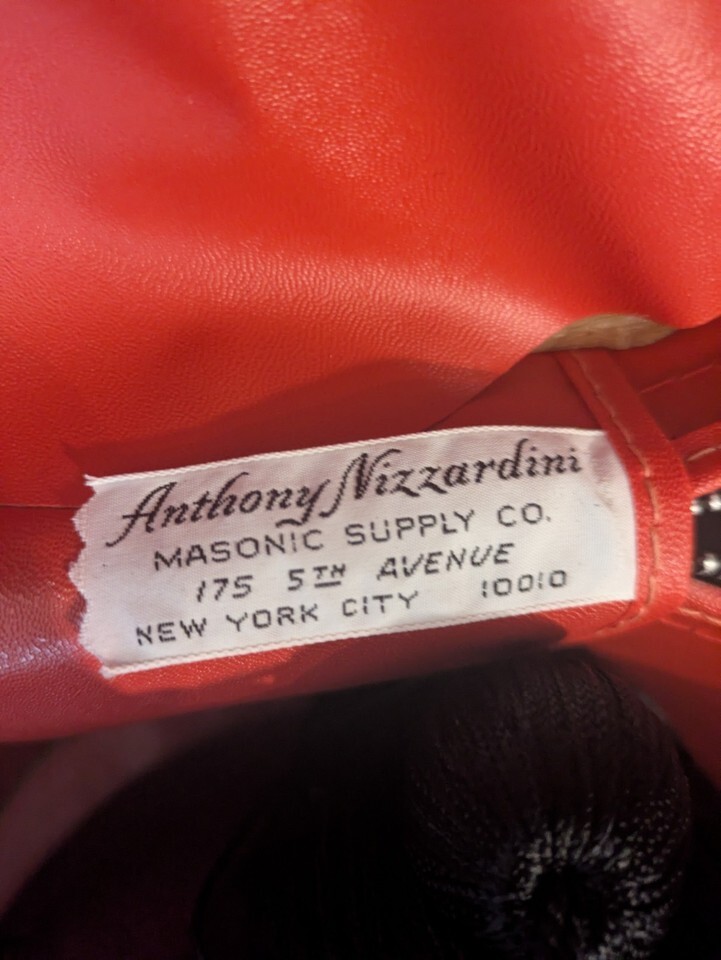 Anthony Nizzardini
MASONIC SUPPLY CO.
175 5TH AVENUE
NEW YORK CITY 10010